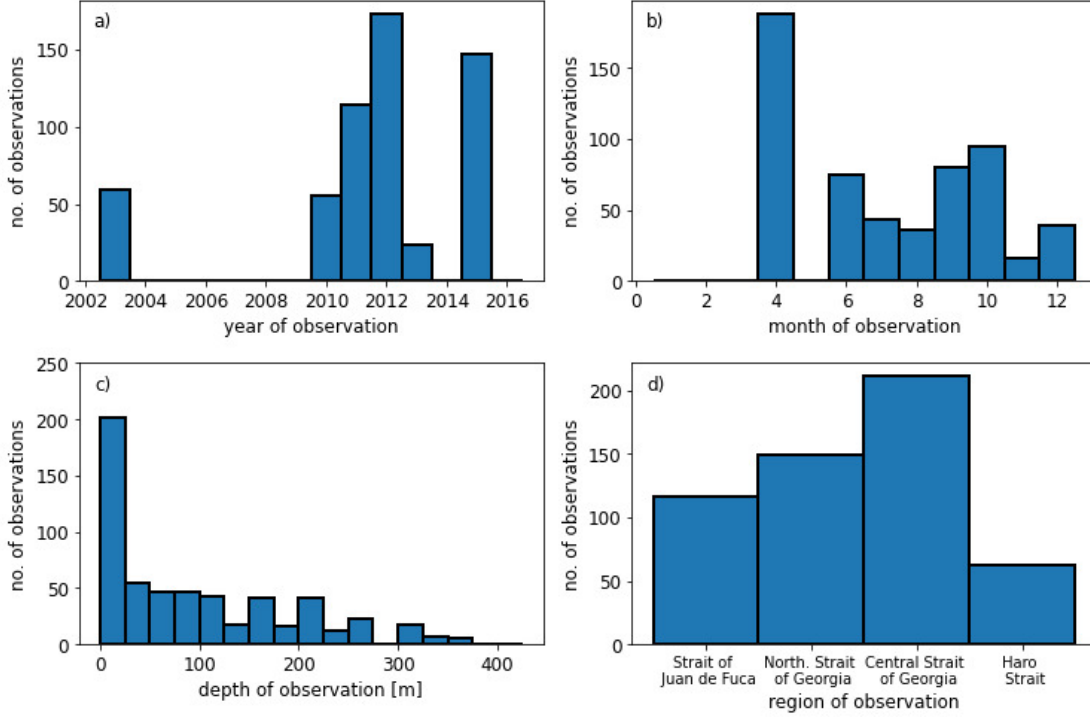 a)
no. of observations
150
100
50
0
2002 2004 2006 2008 2010 2012 2014 2016
year of observation
b)
no. of observations
150
100
50
0
0 2 4 6 8 10 12
month of observation
c)
no. of observations
250
200
150
100
50
0
0 100 200 300 400
depth of observation [m]
d)
no. of observations
200
150
100
50
0
Strait of North. Strait Central Strait Haro
Juan de Fuca of Georgia of Georgia Strait
region of observation